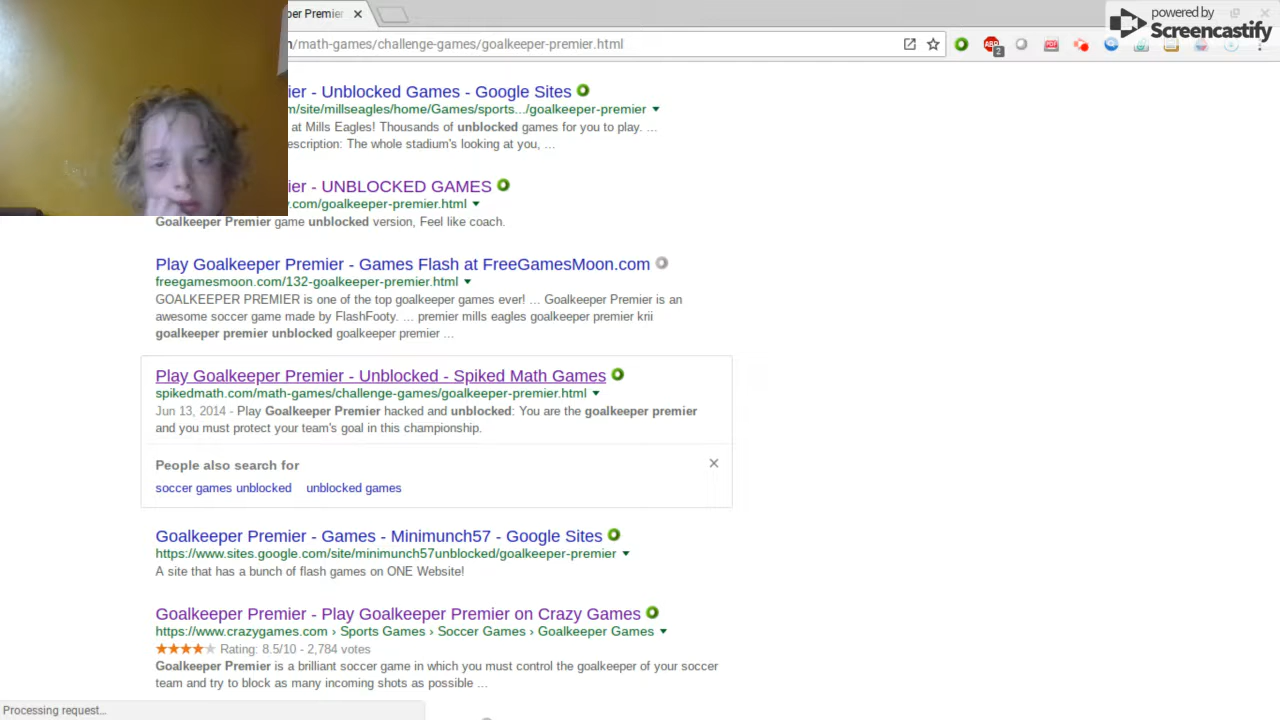 er Premier
powered by
Screencastify
/math-games/challenge-games/goalkeeper-premier.html
2
ier - Unblocked Games - Google Sites
m/site/millseagles/home/Games/sports.../goalkeeper-premier
at Mills Eagles! Thousands of unblocked games for you to play. ...
escription: The whole stadium's looking at you, ...
ier - UNBLOCKED GAMES
.com/goalkeeper-premier.html
Goalkeeper Premier game unblocked version, Feel like coach.
Play Goalkeeper Premier - Games Flash at FreeGamesMoon.com
freegamesmoon.com/132-goalkeeper-premier.html
GOALKEEPER PREMIER is one of the top goalkeeper games ever! ... Goalkeeper Premier is an
awesome soccer game made by FlashFooty. ... premier mills eagles goalkeeper premier krii
goalkeeper premier unblocked goalkeeper premier ...
Play Goalkeeper Premier - Unblocked - Spiked Math Games
spikedmath.com/math-games/challenge-games/goalkeeper-premier.html
Jun 13, 2014 - Play Goalkeeper Premier hacked and unblocked: You are the goalkeeper premier
and you must protect your team's goal in this championship.
People also search for
soccer games unblocked unblocked games
Goalkeeper Premier - Games - Minimunch57 - Google Sites
https://www.sites.google.com/site/minimunch57unblocked/goalkeeper-premier
A site that has a bunch of flash games on ONE Website!
Goalkeeper Premier - Play Goalkeeper Premier on Crazy Games
https://www.crazygames.com › Sports Games › Soccer Games › Goalkeeper Games
Rating: 8.5/10 - 2,784 votes
Goalkeeper Premier is a brilliant soccer game in which you must control the goalkeeper of your soccer
team and try to block as many incoming shots as possible ...
Processing request...